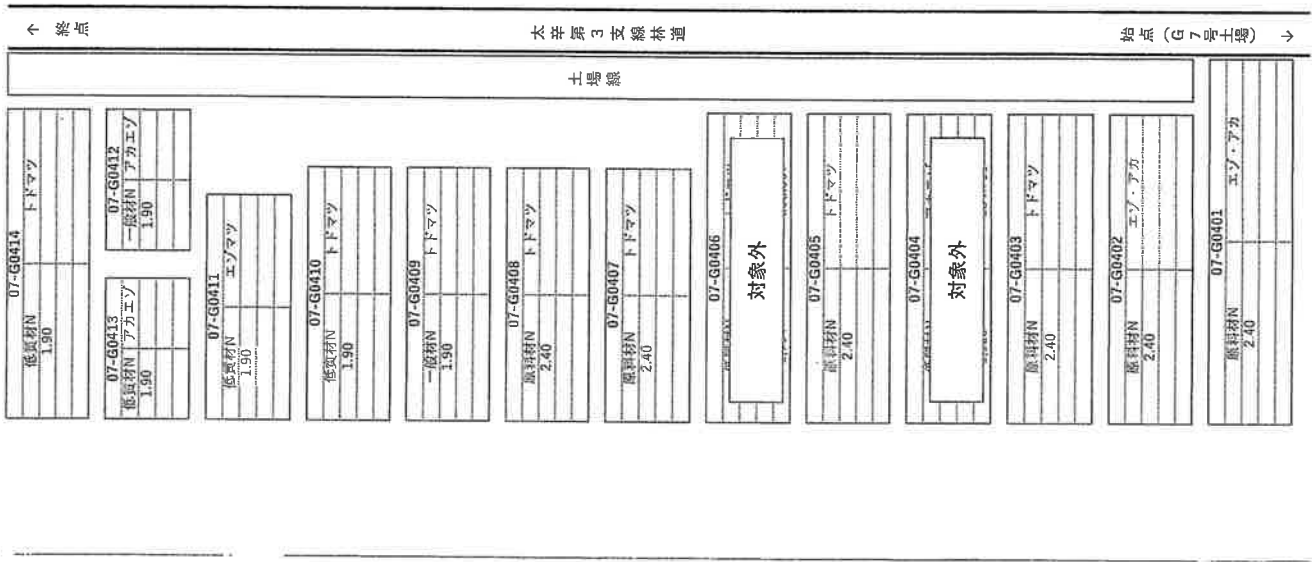 ← 終点
太辛第3支線林道
始点（G7号土場） →
土場線
07-G0414
低質材N トドマツ
1.90
07-G0413
低質材N アカエゾ
1.90
07-G0412
一般材N アカエゾ
1.90
07-G0411
低質材N エゾマツ
1.90
07-G0410
低質材N トドマツ
1.90
07-G0409
一般材N トドマツ
1.90
07-G0408
原料材N トドマツ
2.40
07-G0407
原料材N トドマツ
2.40
07-G0406
対象外
07-G0405
原料材N トドマツ
2.40
07-G0404
対象外
07-G0403
原料材N トドマツ
2.40
07-G0402
原料材N エゾ・アカ
2.40
07-G0401
原料材N エゾ・アカ
2.40